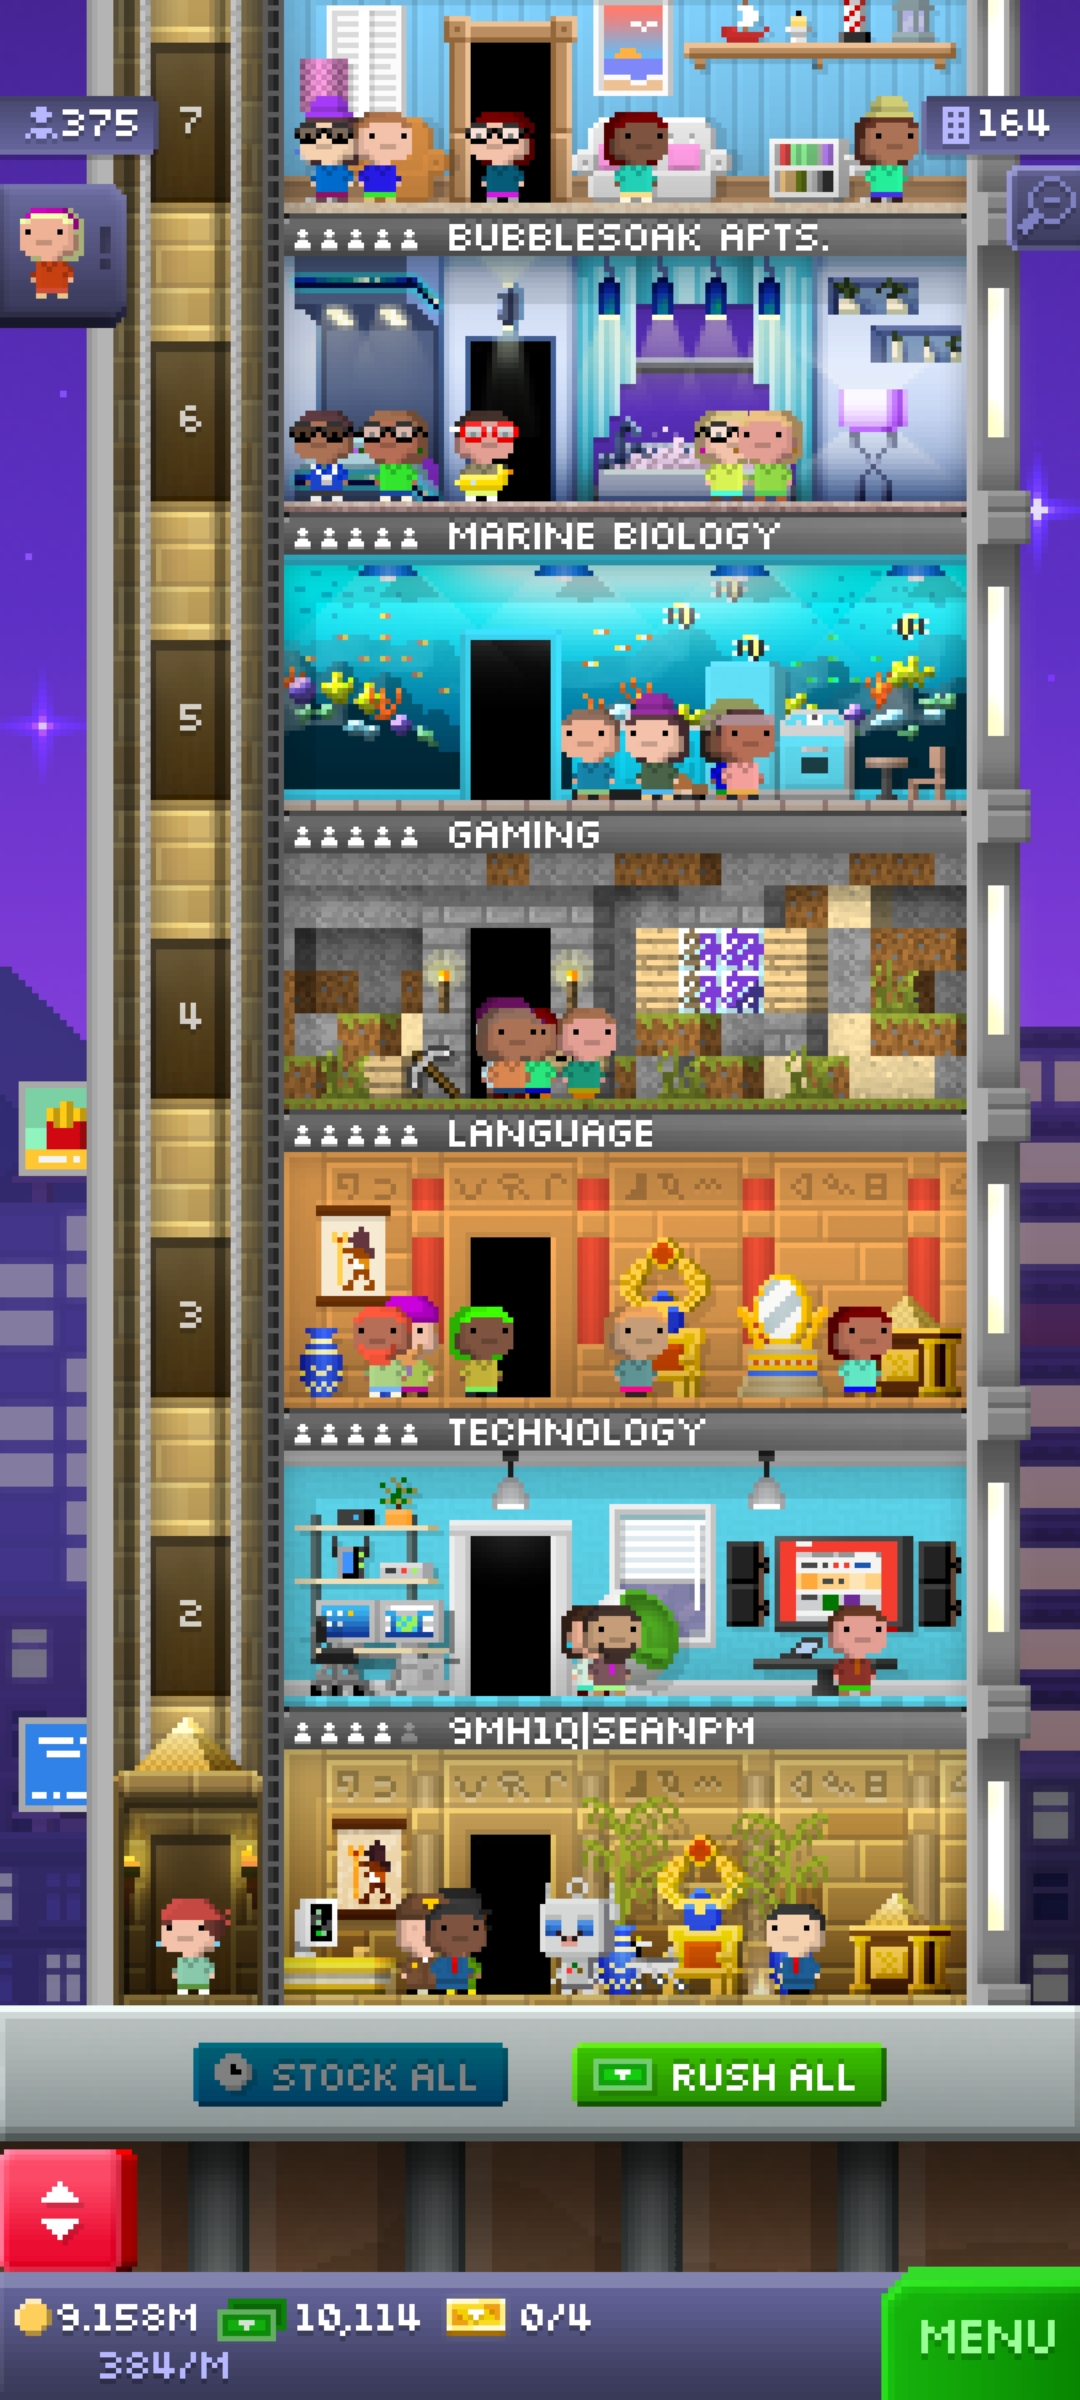 7
375
164
BUBBLESOAK APTS.
6
MARINE BIOLOGY
5
GAMING
4
LANGUAGE
3
TECHNOLOGY
2
9MH1Q|SEANPM
STOCK ALL
RUSH ALL
9.158M
10,114
0/4
384/M
MENU